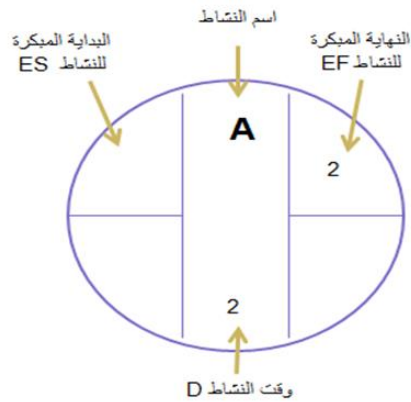 اسم النشاط
البداية المبكرة
للنشاط ES
النهاية المبكرة
للنشاط EF
A
2
2
وقت النشاط D